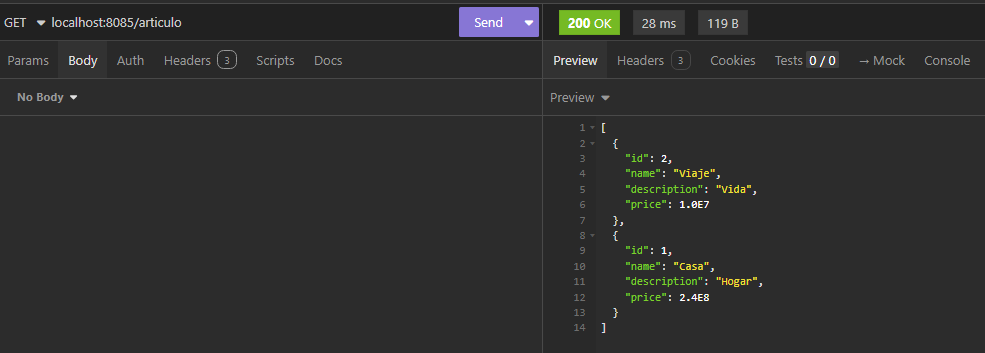 GET localhost:8085/articulo Send 200 OK 28 ms 119 B
Params Body Auth Headers 3 Scripts Docs Preview Headers 3 Cookies Tests 0 / 0 → Mock Console
No Body Preview
1 [
2 {
3 "id": 2,
4 "name": "Viaje",
5 "description": "Vida",
6 "price": 1.0E7
7 },
8 {
9 "id": 1,
10 "name": "Casa",
11 "description": "Hogar",
12 "price": 2.4E8
13 }
14 ]